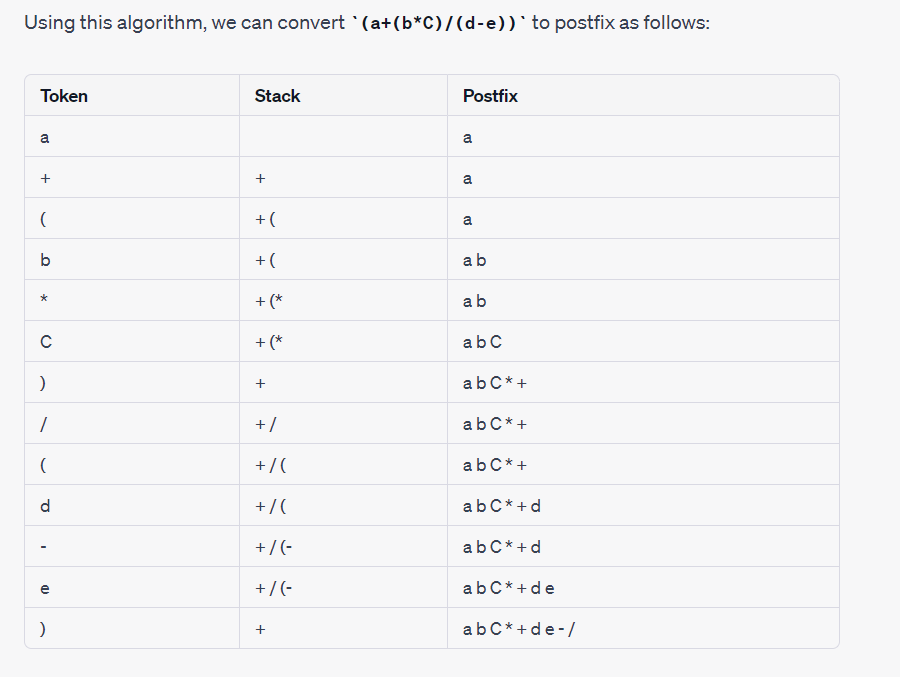 Using this algorithm, we can convert `(a+(b*C)/(d-e))` to postfix as follows:
Token Stack Postfix
a a
+ + a
( + ( a
b + ( a b
* + (* a b
C + (* a b C
) + a b C * +
/ + / a b C * +
( + / ( a b C * +
d + / ( a b C * + d
- + / (- a b C * + d
e + / (- a b C * + d e
) + a b C * + d e - /